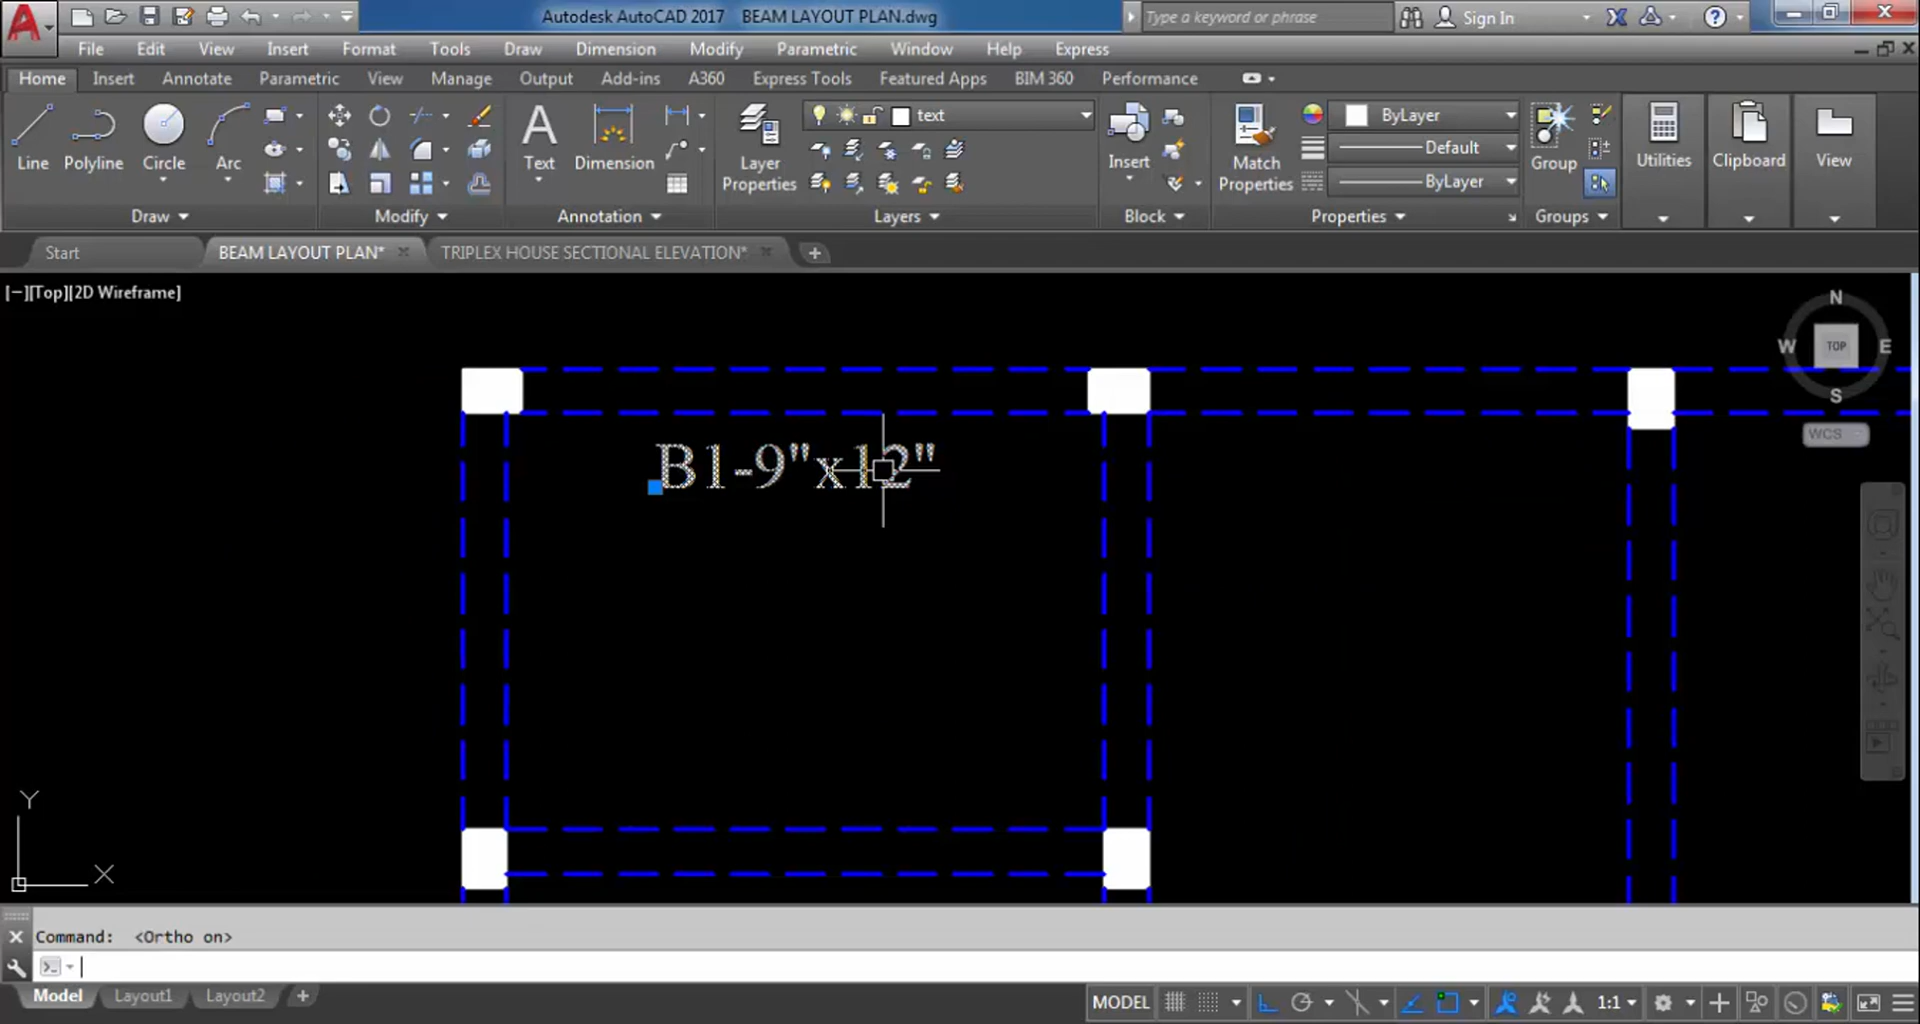 Autodesk AutoCAD 2017 BEAM LAYOUT PLAN.dwg
Type a keyword or phrase
Sign In
File Edit View Insert Format Tools Draw Dimension Modify Parametric Window Help Express
Home Insert Annotate Parametric View Manage Output Add-ins A360 Express Tools Featured Apps BIM 360 Performance
Line Polyline Circle Arc
Text Dimension
Layer Properties
text
Insert
Match Properties
ByLayer
Default
ByLayer
Group
Utilities Clipboard View
Draw Modify Annotation Layers Block Properties Groups
Start BEAM LAYOUT PLAN* TRIPLEX HOUSE SECTIONAL ELEVATION*
[−][Top][2D Wireframe]
N
W TOP E
S
WCS
B1-9"x12"
Y
X
Command: <Ortho on>
Model Layout1 Layout2
MODEL 1:1